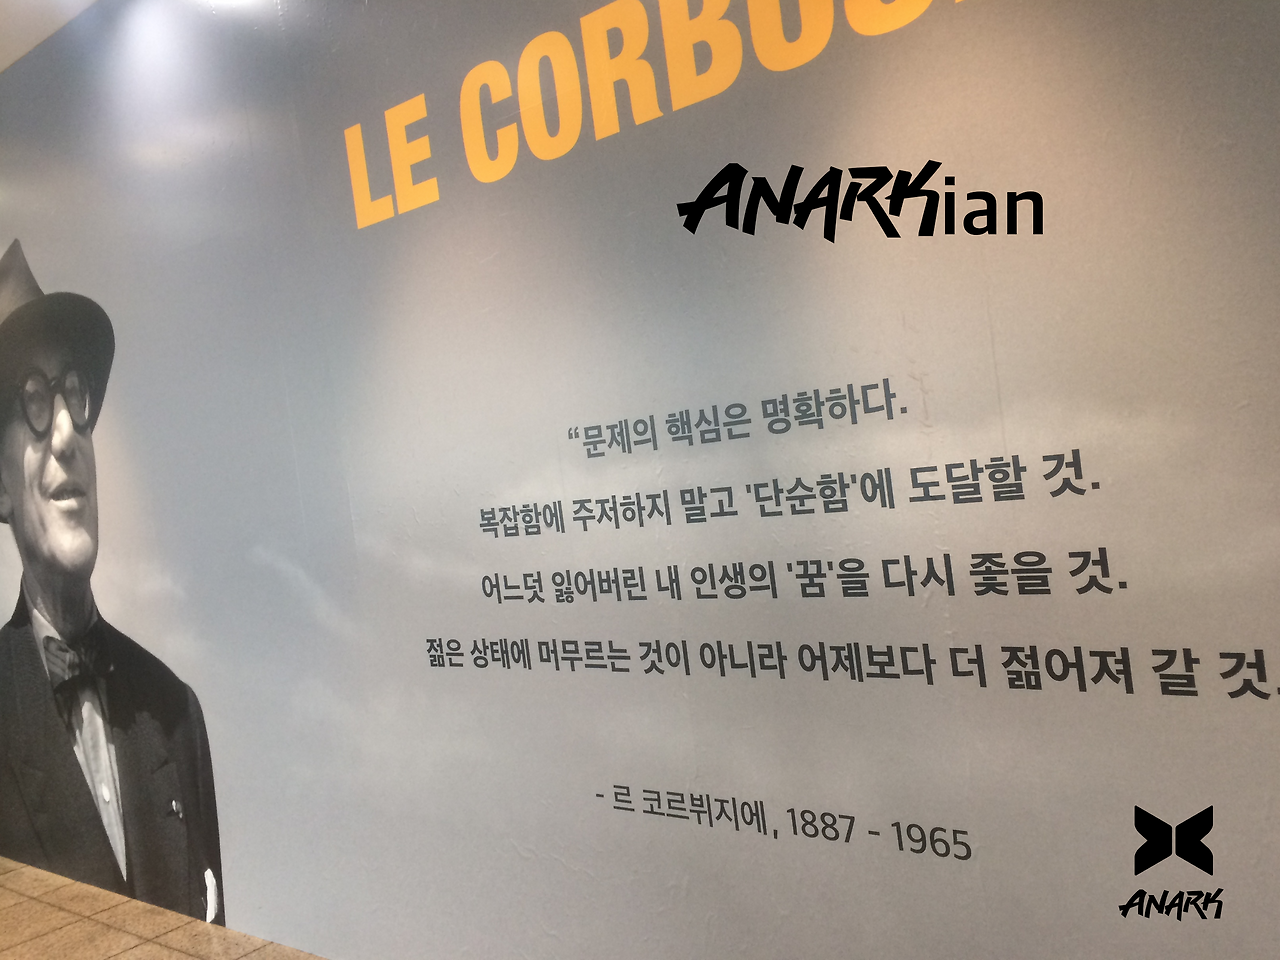 LE CORBUS
ANARKian
“문제의 핵심은 명확하다.
복잡함에 주저하지 말고 '단순함'에 도달할 것.
어느덧 잃어버린 내 인생의 '꿈'을 다시 좇을 것.
젊은 상태에 머무르는 것이 아니라 어제보다 더 젊어져 갈 것.
- 르 코르뷔지에, 1887 - 1965
ANARK